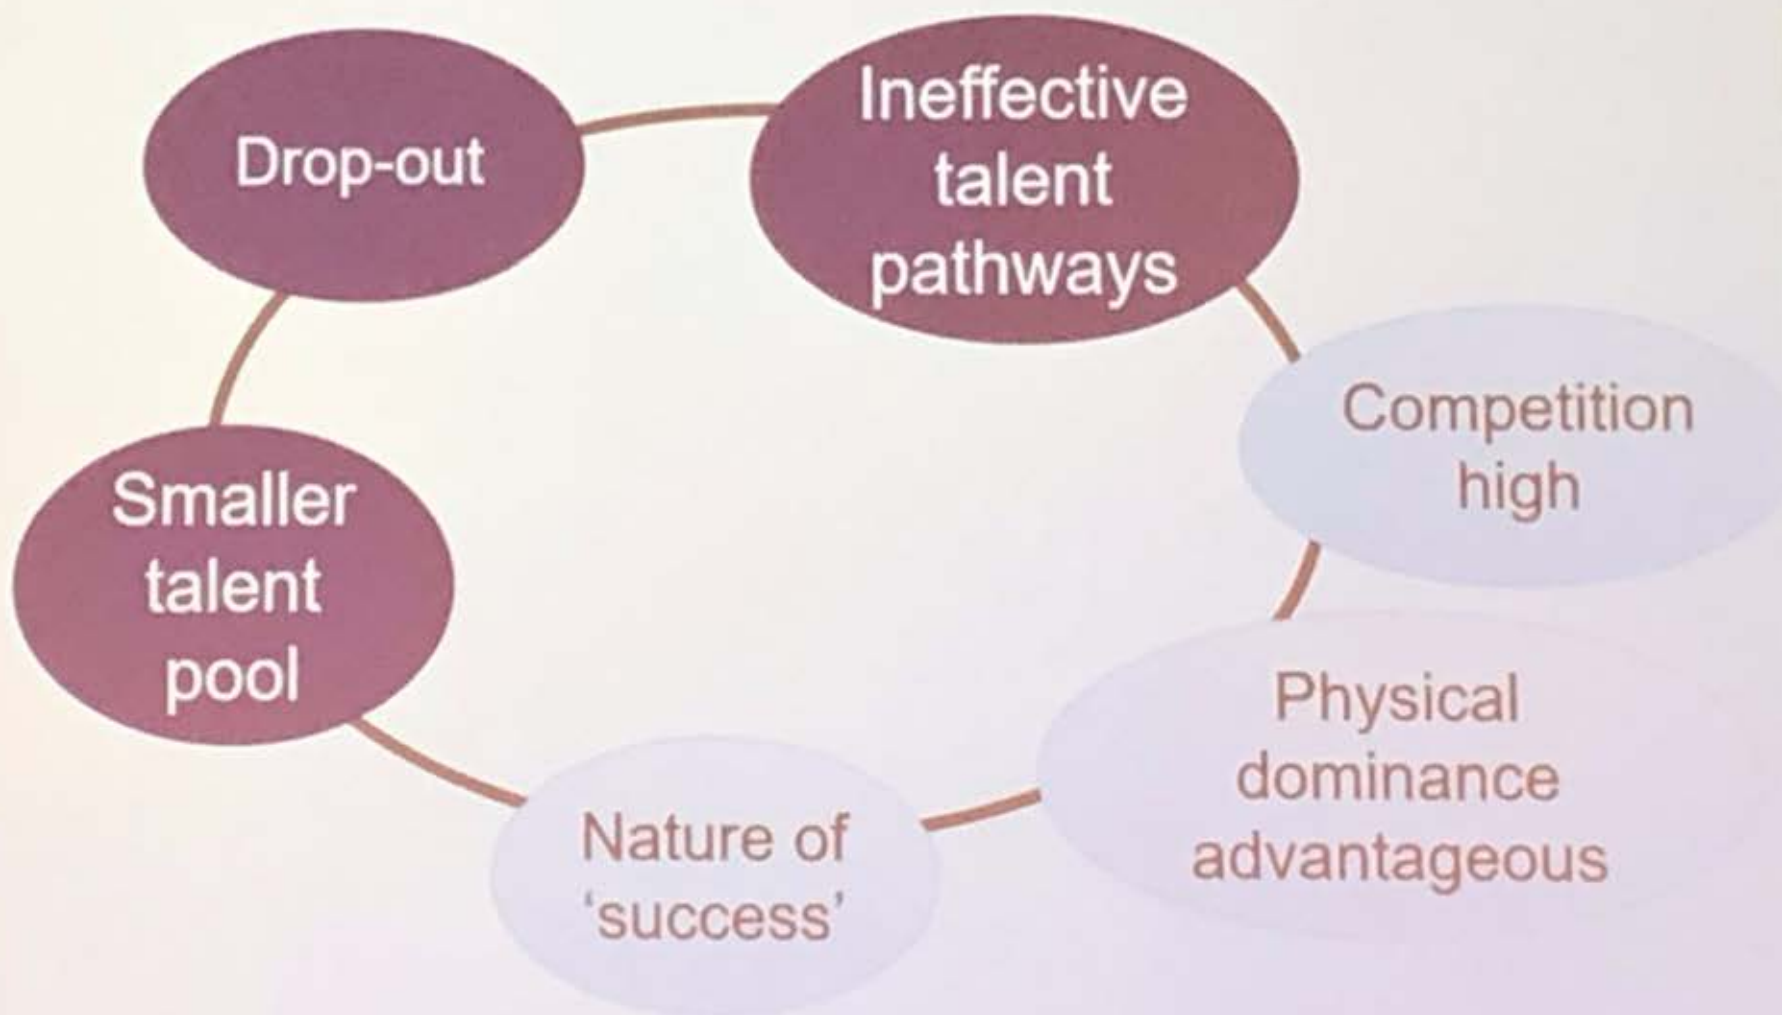 Drop-out
Ineffective
talent
pathways
Competition
high
Physical
dominance
advantageous
Nature of
‘success’
Smaller
talent
pool